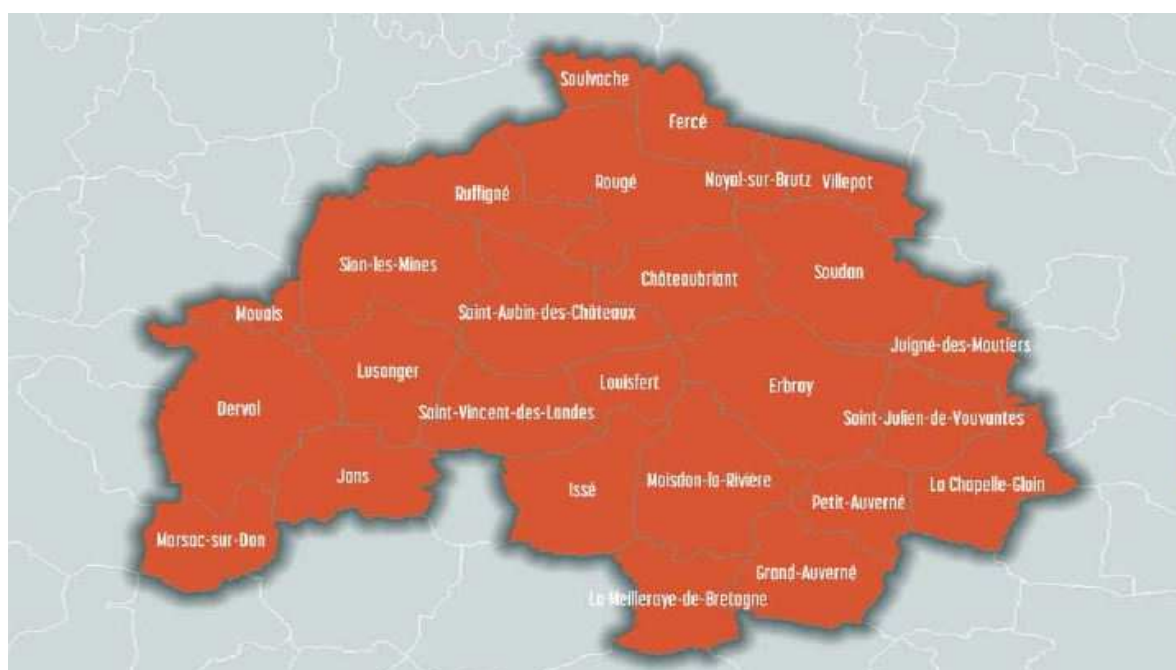 Soulvache
Fercé
Ruffigné
Rougé
Noyal-sur-Brutz
Villepot
Sion-les-Mines
Châteaubriant
Soudan
Mouais
Saint-Aubin-des-Châteaux
Juigné-des-Moutiers
Lusanger
Louisfert
Erbray
Derval
Saint-Vincent-des-Landes
Saint-Julien-de-Vouvantes
Jans
Issé
Moisdon-la-Rivière
Petit-Auverné
La Chapelle-Glain
Marsac-sur-Don
Grand-Auverné
La Meilleraye-de-Bretagne